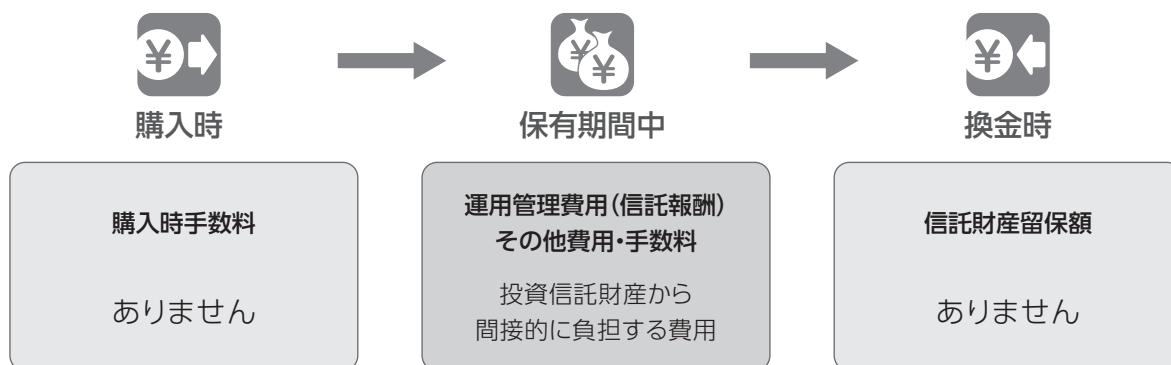 ¥
¥
¥
¥
購入時
保有期間中
換金時
購入時手数料
ありません
運用管理費用(信託報酬)
その他費用・手数料
投資信託財産から
間接的に負担する費用
信託財産留保額
ありません